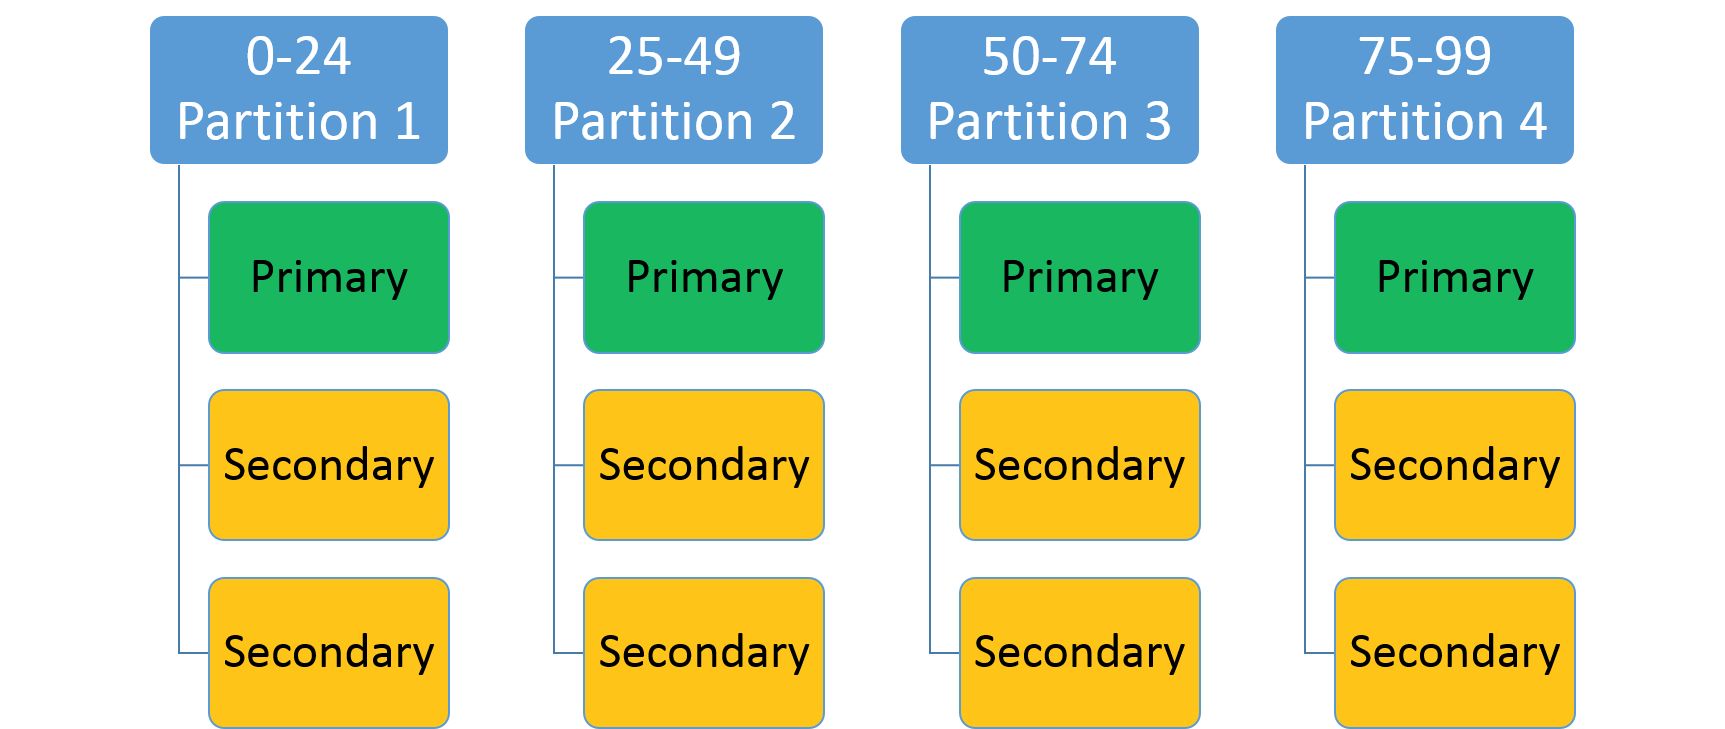 0-24
Partition 1
Primary
Secondary
Secondary
25-49
Partition 2
Primary
Secondary
Secondary
50-74
Partition 3
Primary
Secondary
Secondary
75-99
Partition 4
Primary
Secondary
Secondary